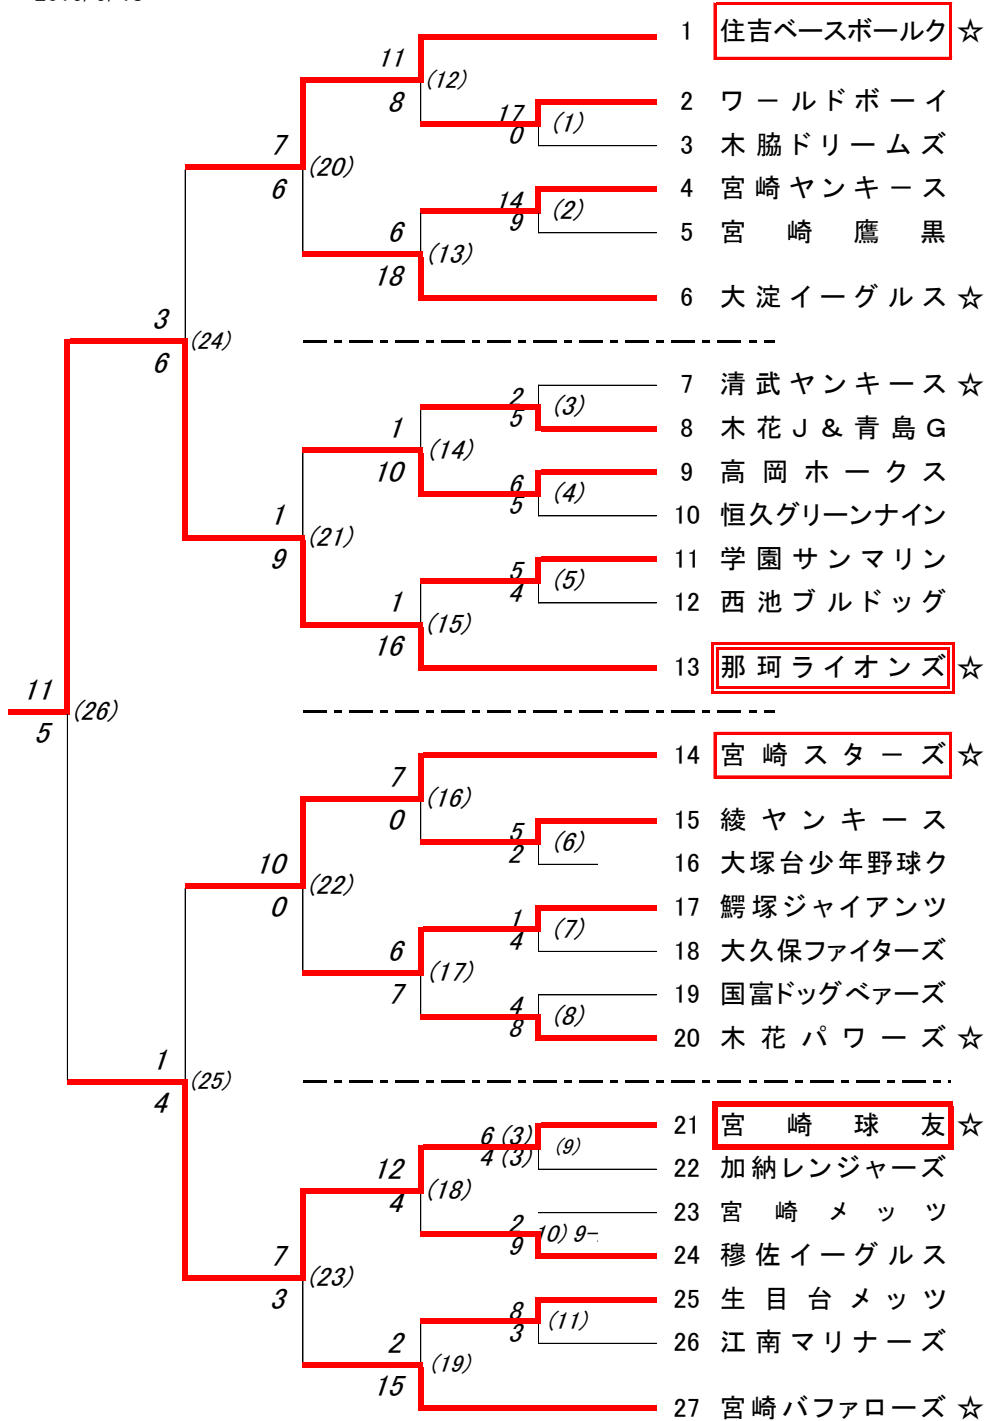 1 住吉ベースボールク ☆
11
8
(12)
2 ワールドボーイ
17
0
(1)
3 木脇ドリームズ
7
6
(20)
4 宮崎ヤンキース
14
9
(2)
5 宮崎鷹黒
6
18
(13)
6 大淀イーグルス ☆
3
6
(24)
7 清武ヤンキース ☆
2
5
(3)
8 木花J&青島G
1
10
(14)
9 高岡ホークス
6
5
(4)
10 恒久グリーンナイン
1
9
(21)
11 学園サンマリン
5
4
(5)
12 西池ブルドッグ
1
16
(15)
13 那珂ライオンズ ☆
11
5
(26)
14 宮崎スターズ ☆
7
0
(16)
15 綾ヤンキース
5
2
(6)
16 大塚台少年野球ク
10
0
(22)
17 鰐塚ジャイアンツ
1
4
(7)
18 大久保ファイターズ
6
7
(17)
19 国富ドッグベァーズ
4
8
(8)
20 木花パワーズ ☆
1
4
(25)
21 宮崎球友 ☆
6 (3)
4 (3)
(9)
22 加納レンジャーズ
12
4
(18)
23 宮崎メッツ
2
9
10) 9-
24 穆佐イーグルス
7
3
(23)
25 生目台メッツ
8
3
(11)
26 江南マリナーズ
2
15
(19)
27 宮崎バファローズ ☆